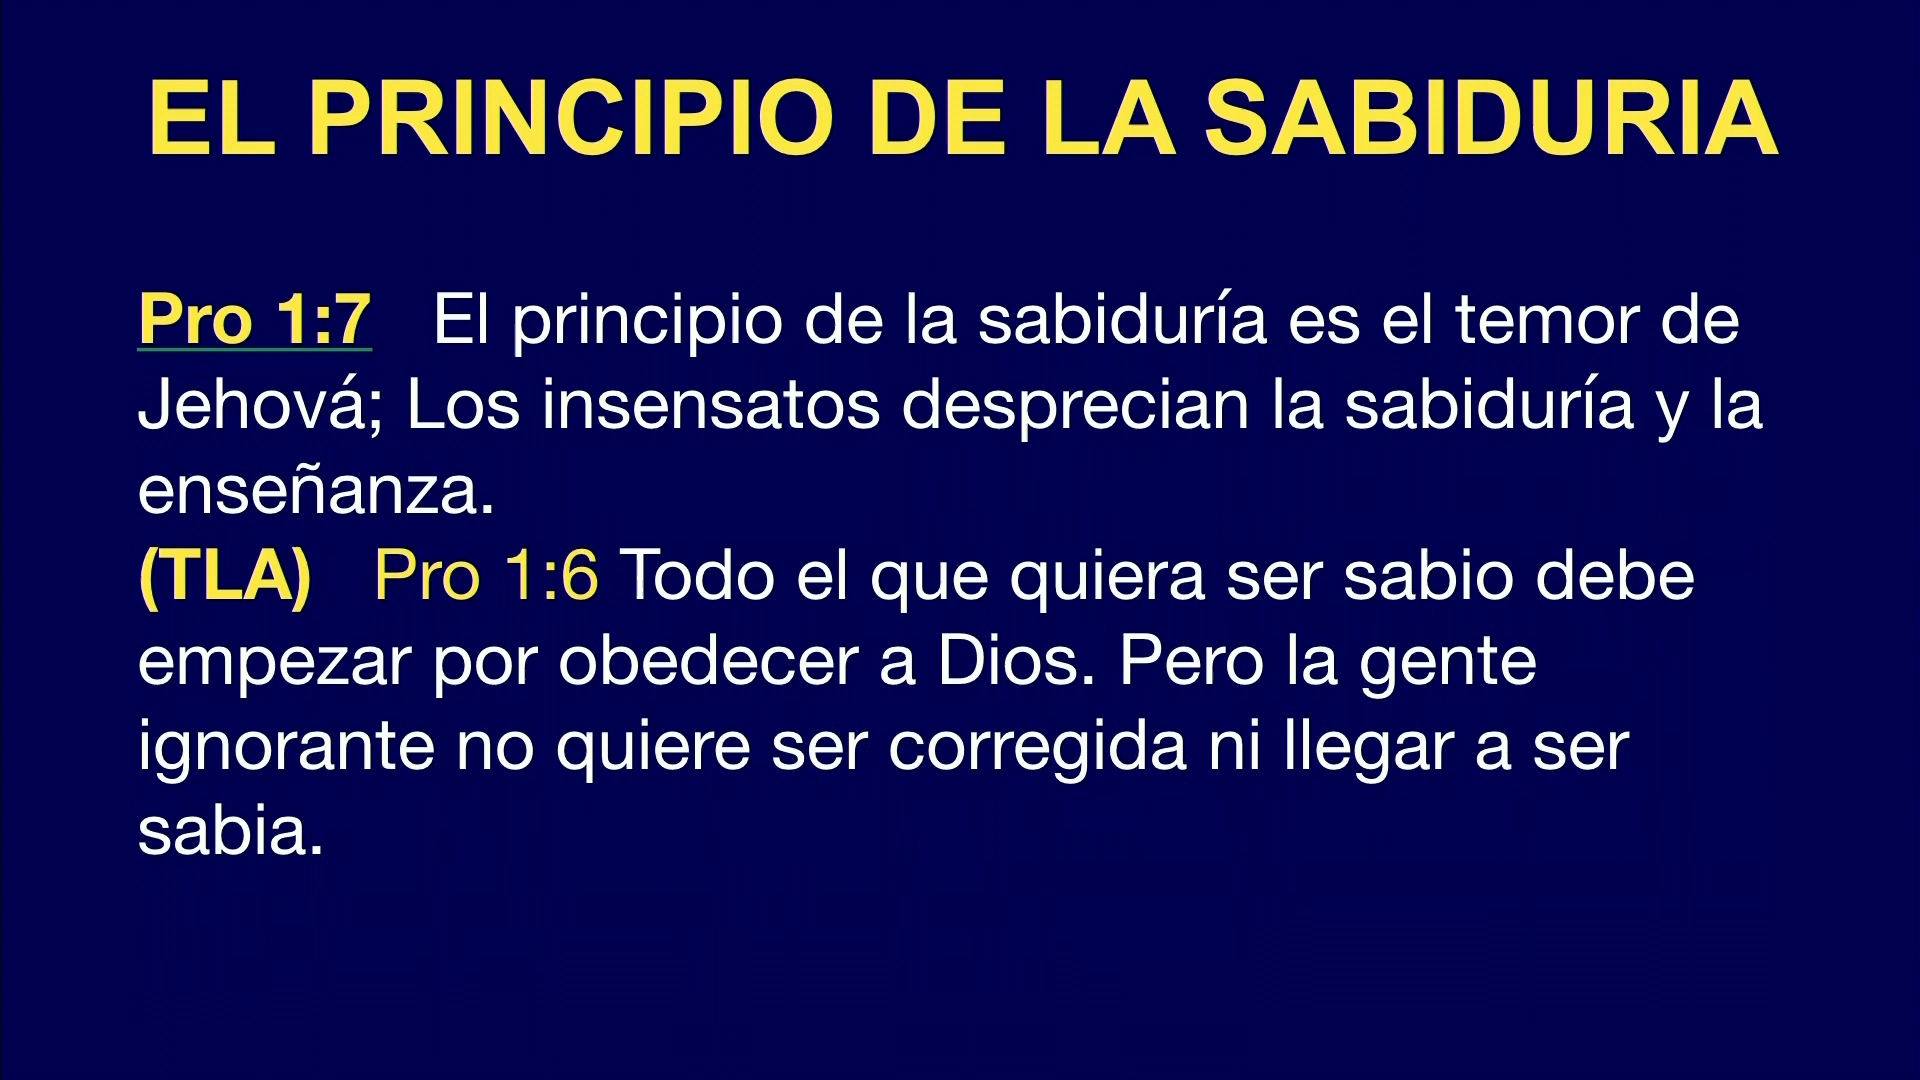 EL PRINCIPIO DE LA SABIDURIA
Pro 1:7 El principio de la sabiduría es el temor de
Jehová; Los insensatos desprecian la sabiduría y la
enseñanza.
(TLA) Pro 1:6 Todo el que quiera ser sabio debe
empezar por obedecer a Dios. Pero la gente
ignorante no quiere ser corregida ni llegar a ser
sabia.